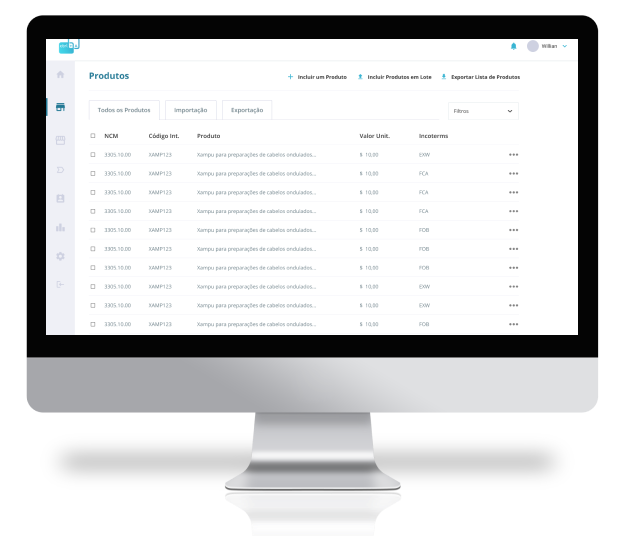 Willian
Produtos
Incluir um Produto Incluir Produtos em Lote Exportar Lista de Produtos
Todos os Produtos Importação Exportação Filtros
NCM Código Int. Produto Valor Unit. Incoterms
3305.10.00 XAMP123 Xampu para preparações de cabelos ondulados... $ 10,00 EXW
3305.10.00 XAMP123 Xampu para preparações de cabelos ondulados... $ 10,00 FCA
3305.10.00 XAMP123 Xampu para preparações de cabelos ondulados... $ 10,00 FCA
3305.10.00 XAMP123 Xampu para preparações de cabelos ondulados... $ 10,00 FCA
3305.10.00 XAMP123 Xampu para preparações de cabelos ondulados... $ 10,00 FOB
3305.10.00 XAMP123 Xampu para preparações de cabelos ondulados... $ 10,00 FOB
3305.10.00 XAMP123 Xampu para preparações de cabelos ondulados... $ 10,00 FOB
3305.10.00 XAMP123 Xampu para preparações de cabelos ondulados... $ 10,00 EXW
3305.10.00 XAMP123 Xampu para preparações de cabelos ondulados... $ 10,00 EXW
3305.10.00 XAMP123 Xampu para preparações de cabelos ondulados... $ 10,00 FOB